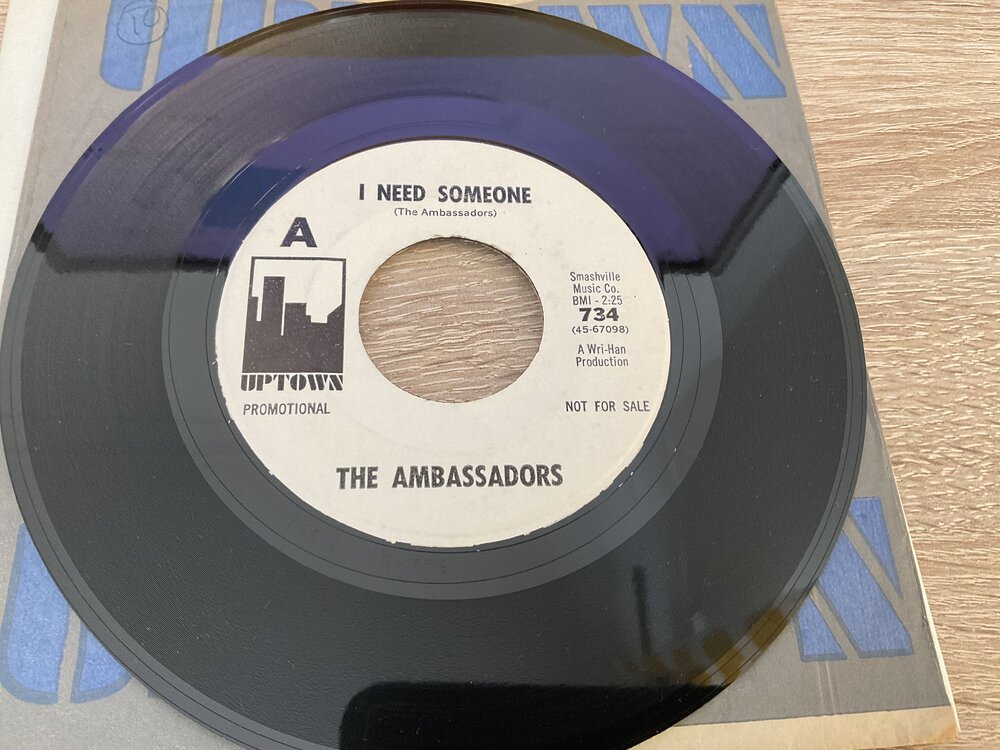 10
I NEED SOMEONE
(The Ambassadors)
A
UPTOWN
PROMOTIONAL
Smashville
Music Co.
BMI - 2:25
734
(45-67098)
A Wri-Han
Production
NOT FOR SALE
THE AMBASSADORS